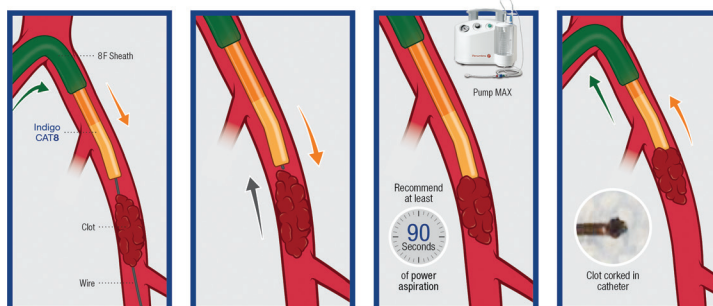 8F Sheath
Indigo
CAT8
Clot
Wire
Pump MAX
Recommend
at least
90
Seconds
of power
aspiration
Clot corked in
catheter